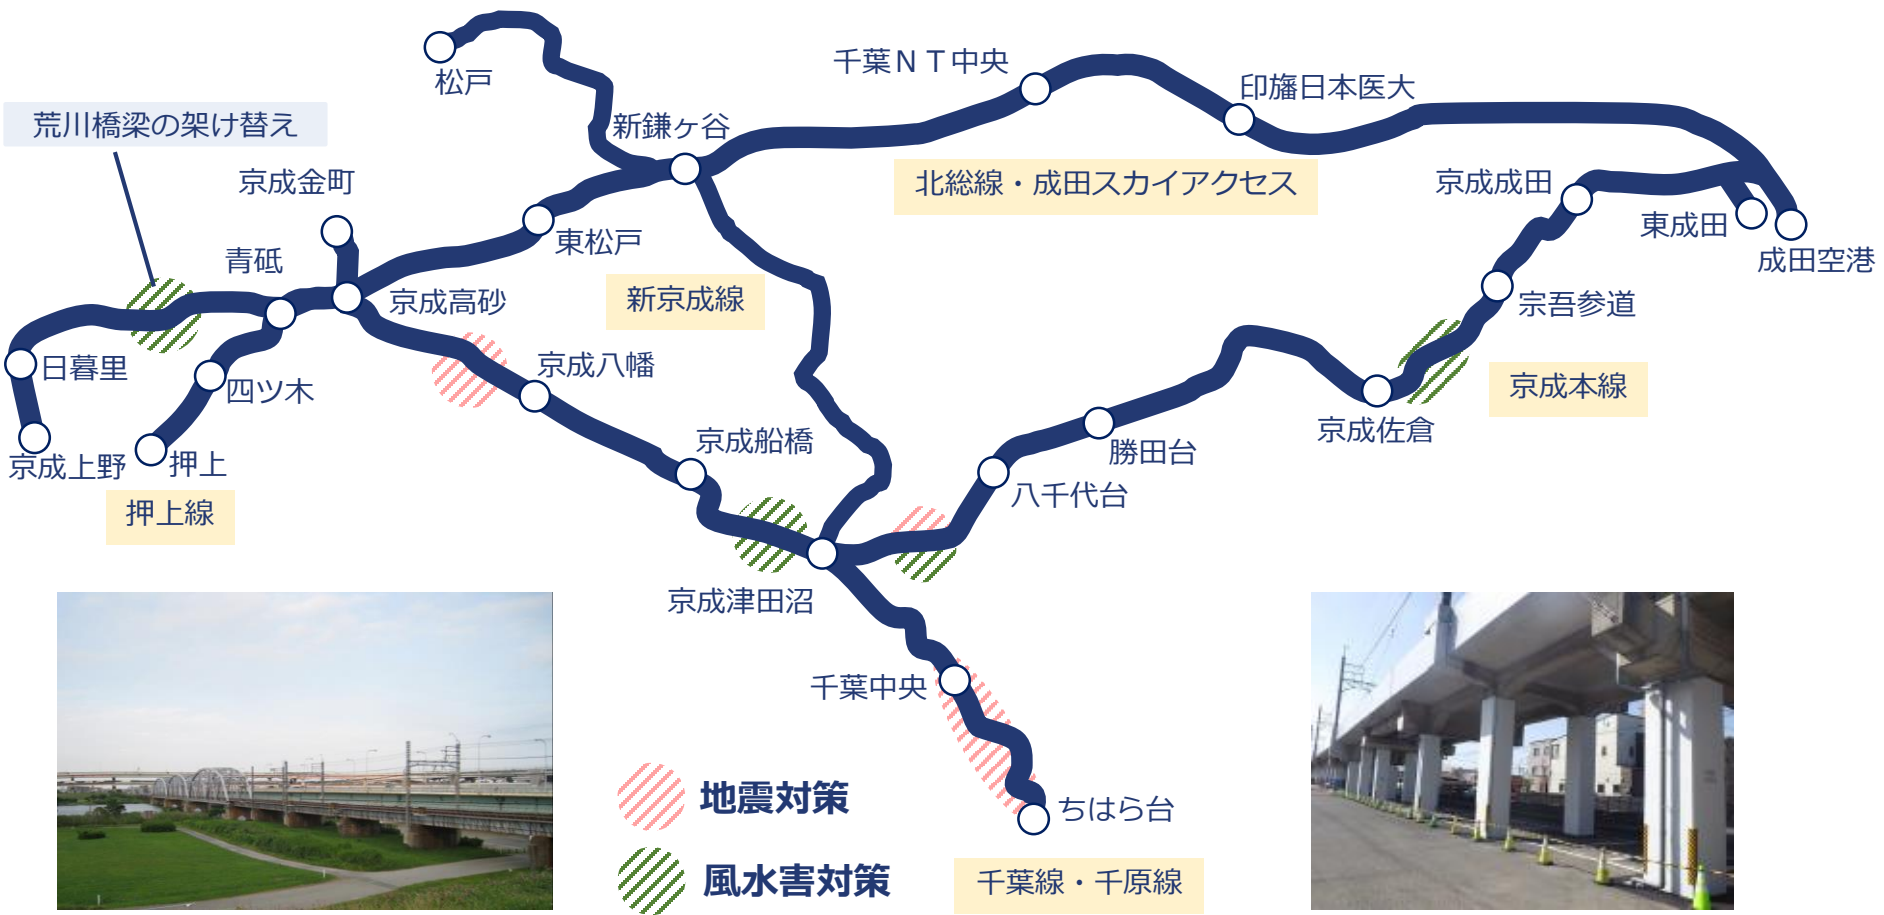 松戸
千葉NT中央
印旛日本医大
荒川橋梁の架け替え
新鎌ヶ谷
京成金町
北総線・成田スカイアクセス
京成成田
東成田
成田空港
東松戸
青砥
京成高砂
新京成線
宗吾参道
日暮里
四ツ木
京成八幡
京成本線
京成佐倉
京成上野
押上
京成船橋
勝田台
八千代台
押上線
京成津田沼
千葉中央
地震対策
ちはら台
風水害対策
千葉線・千原線